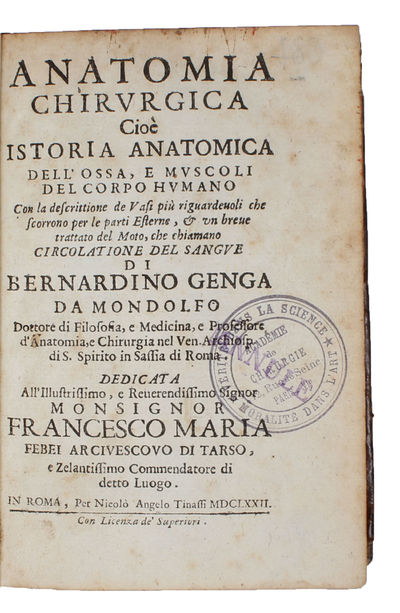 ANATOMIA
CHIRVRGICA
Cioè
ISTORIA ANATOMICA
DELL'OSSA, E MVSCOLI
DEL CORPO HVMANO
Con la descrittione de Vasi più riguardeuoli che
scorrono per le parti Esterne, & vn breue
trattato del Moto, che chiamano
CIRCOLATIONE DEL SANGVE
DI
BERNARDINO GENGA
DA MONDOLFO
Dottore di Filosofia, e Medicina, e Professore
d'Anatomia, e Chirurgia nel Ven. Archiosp.
di S. Spirito in Sassia di Roma.
DEDICATA
All'Illustrissimo, e Reuerendissimo Signor
MONSIGNOR
FRANCESCO MARIA
FEBEI ARCIVESCOVO DI TARSO,
e Zelantissimo Commendatore di
detto Luogo.
IN ROMA, Per Nicolò Angelo Tinassi MDCLXXII.
Con Licenza de' Superiori.
DANS LA SCIENCE
MORALITÉ DANS L'ART
ACADÉMIE
de
CHIRURGIE
Seine
ANNULÉ